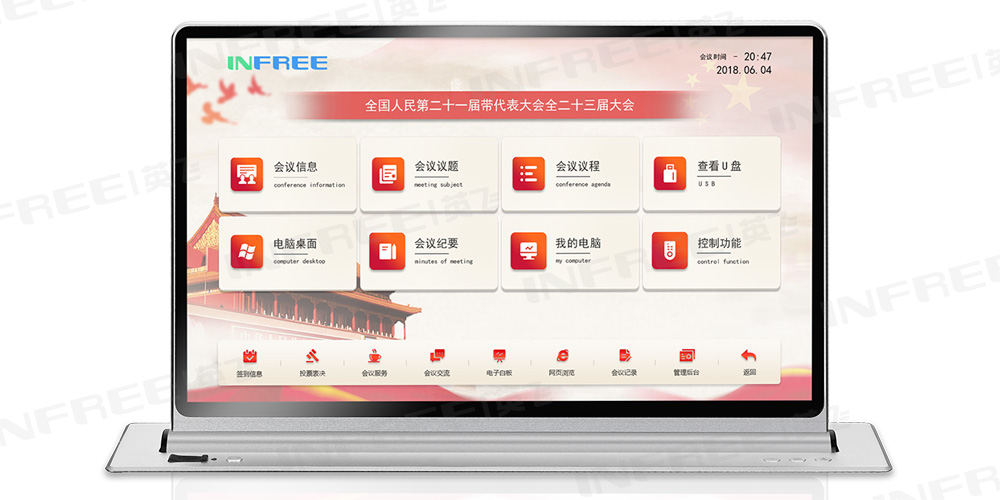 INFREE
会议时间 - 20:47
2018.06.04
全国人民第二十一届带代表大会全二十三届大会
会议信息
conference information
会议议题
meeting subject
会议议程
conference agenda
查看U盘
USB
电脑桌面
computer desktop
会议纪要
minutes of meeting
我的电脑
my computer
控制功能
control function
签到信息
投票表决
会议服务
会议交流
电子白板
网页浏览
会议记录
管理后台
返回
INFREE|英飞